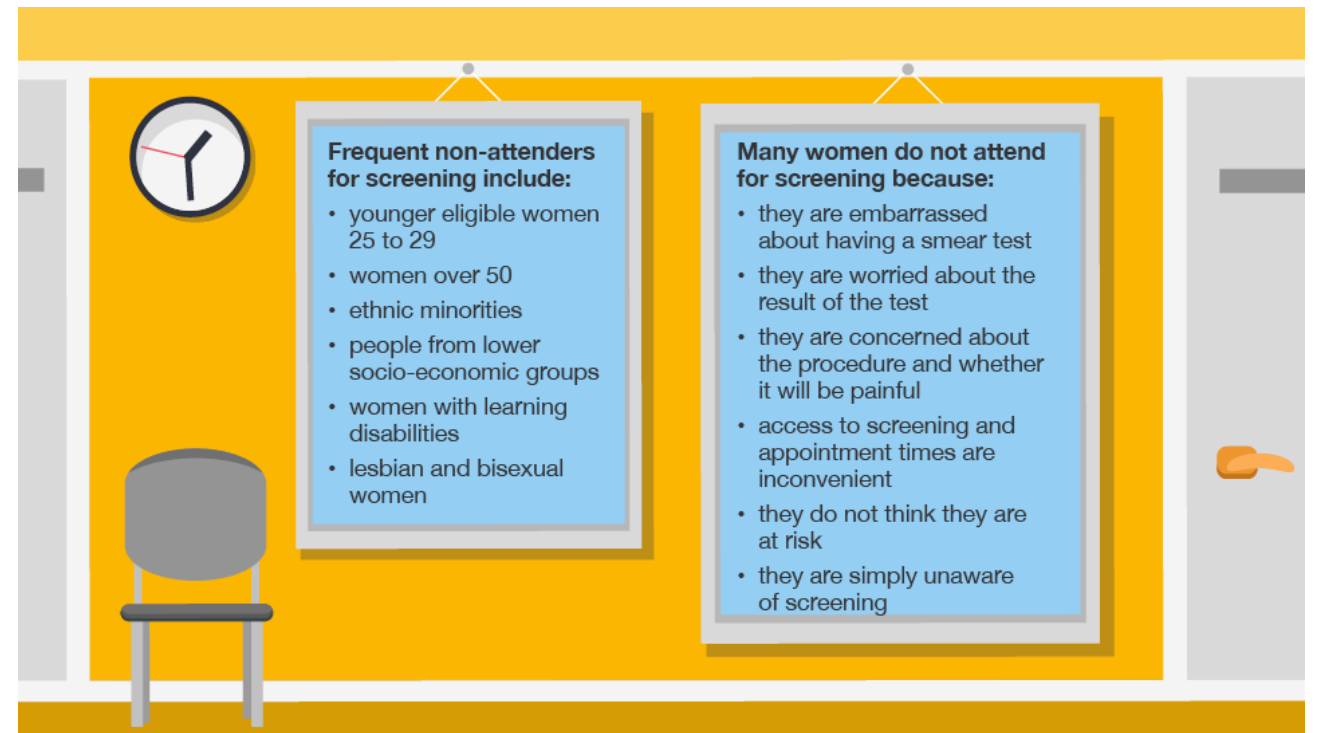 Frequent non-attenders
for screening include:
• younger eligible women
25 to 29
• women over 50
• ethnic minorities
• people from lower
socio-economic groups
• women with learning
disabilities
• lesbian and bisexual
women
Many women do not attend
for screening because:
• they are embarrassed
about having a smear test
• they are worried about the
result of the test
• they are concerned about
the procedure and whether
it will be painful
• access to screening and
appointment times are
inconvenient
• they do not think they are
at risk
• they are simply unaware
of screening